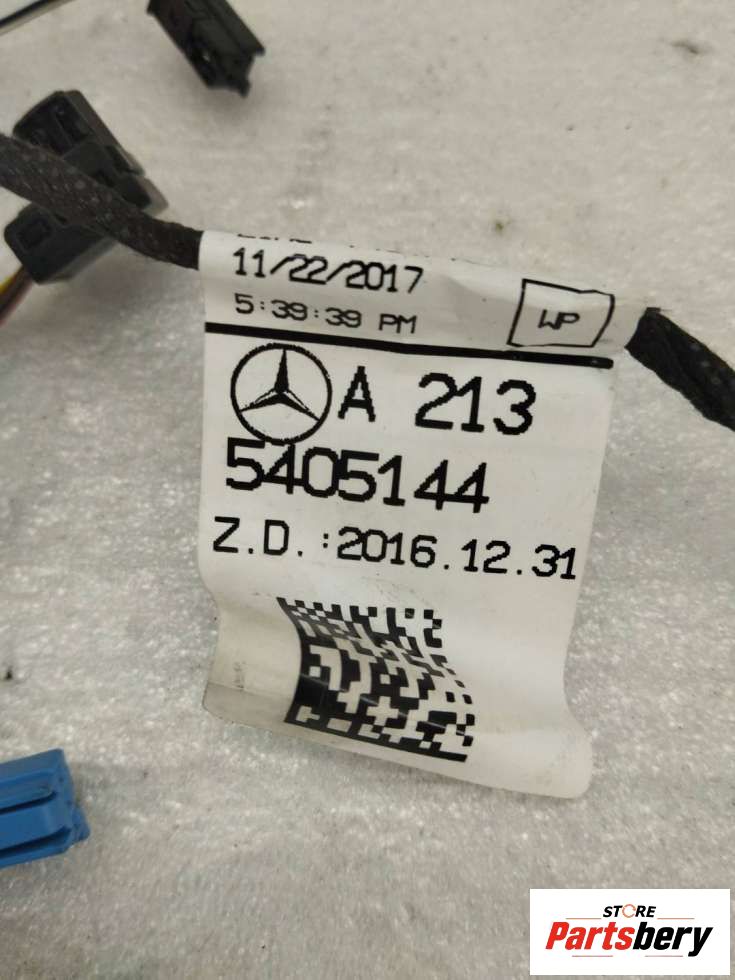 11/22/2017
5:39:39 PM
WP
A 213
5405144
Z.D.:2016.12.31
STORE
Partsbery